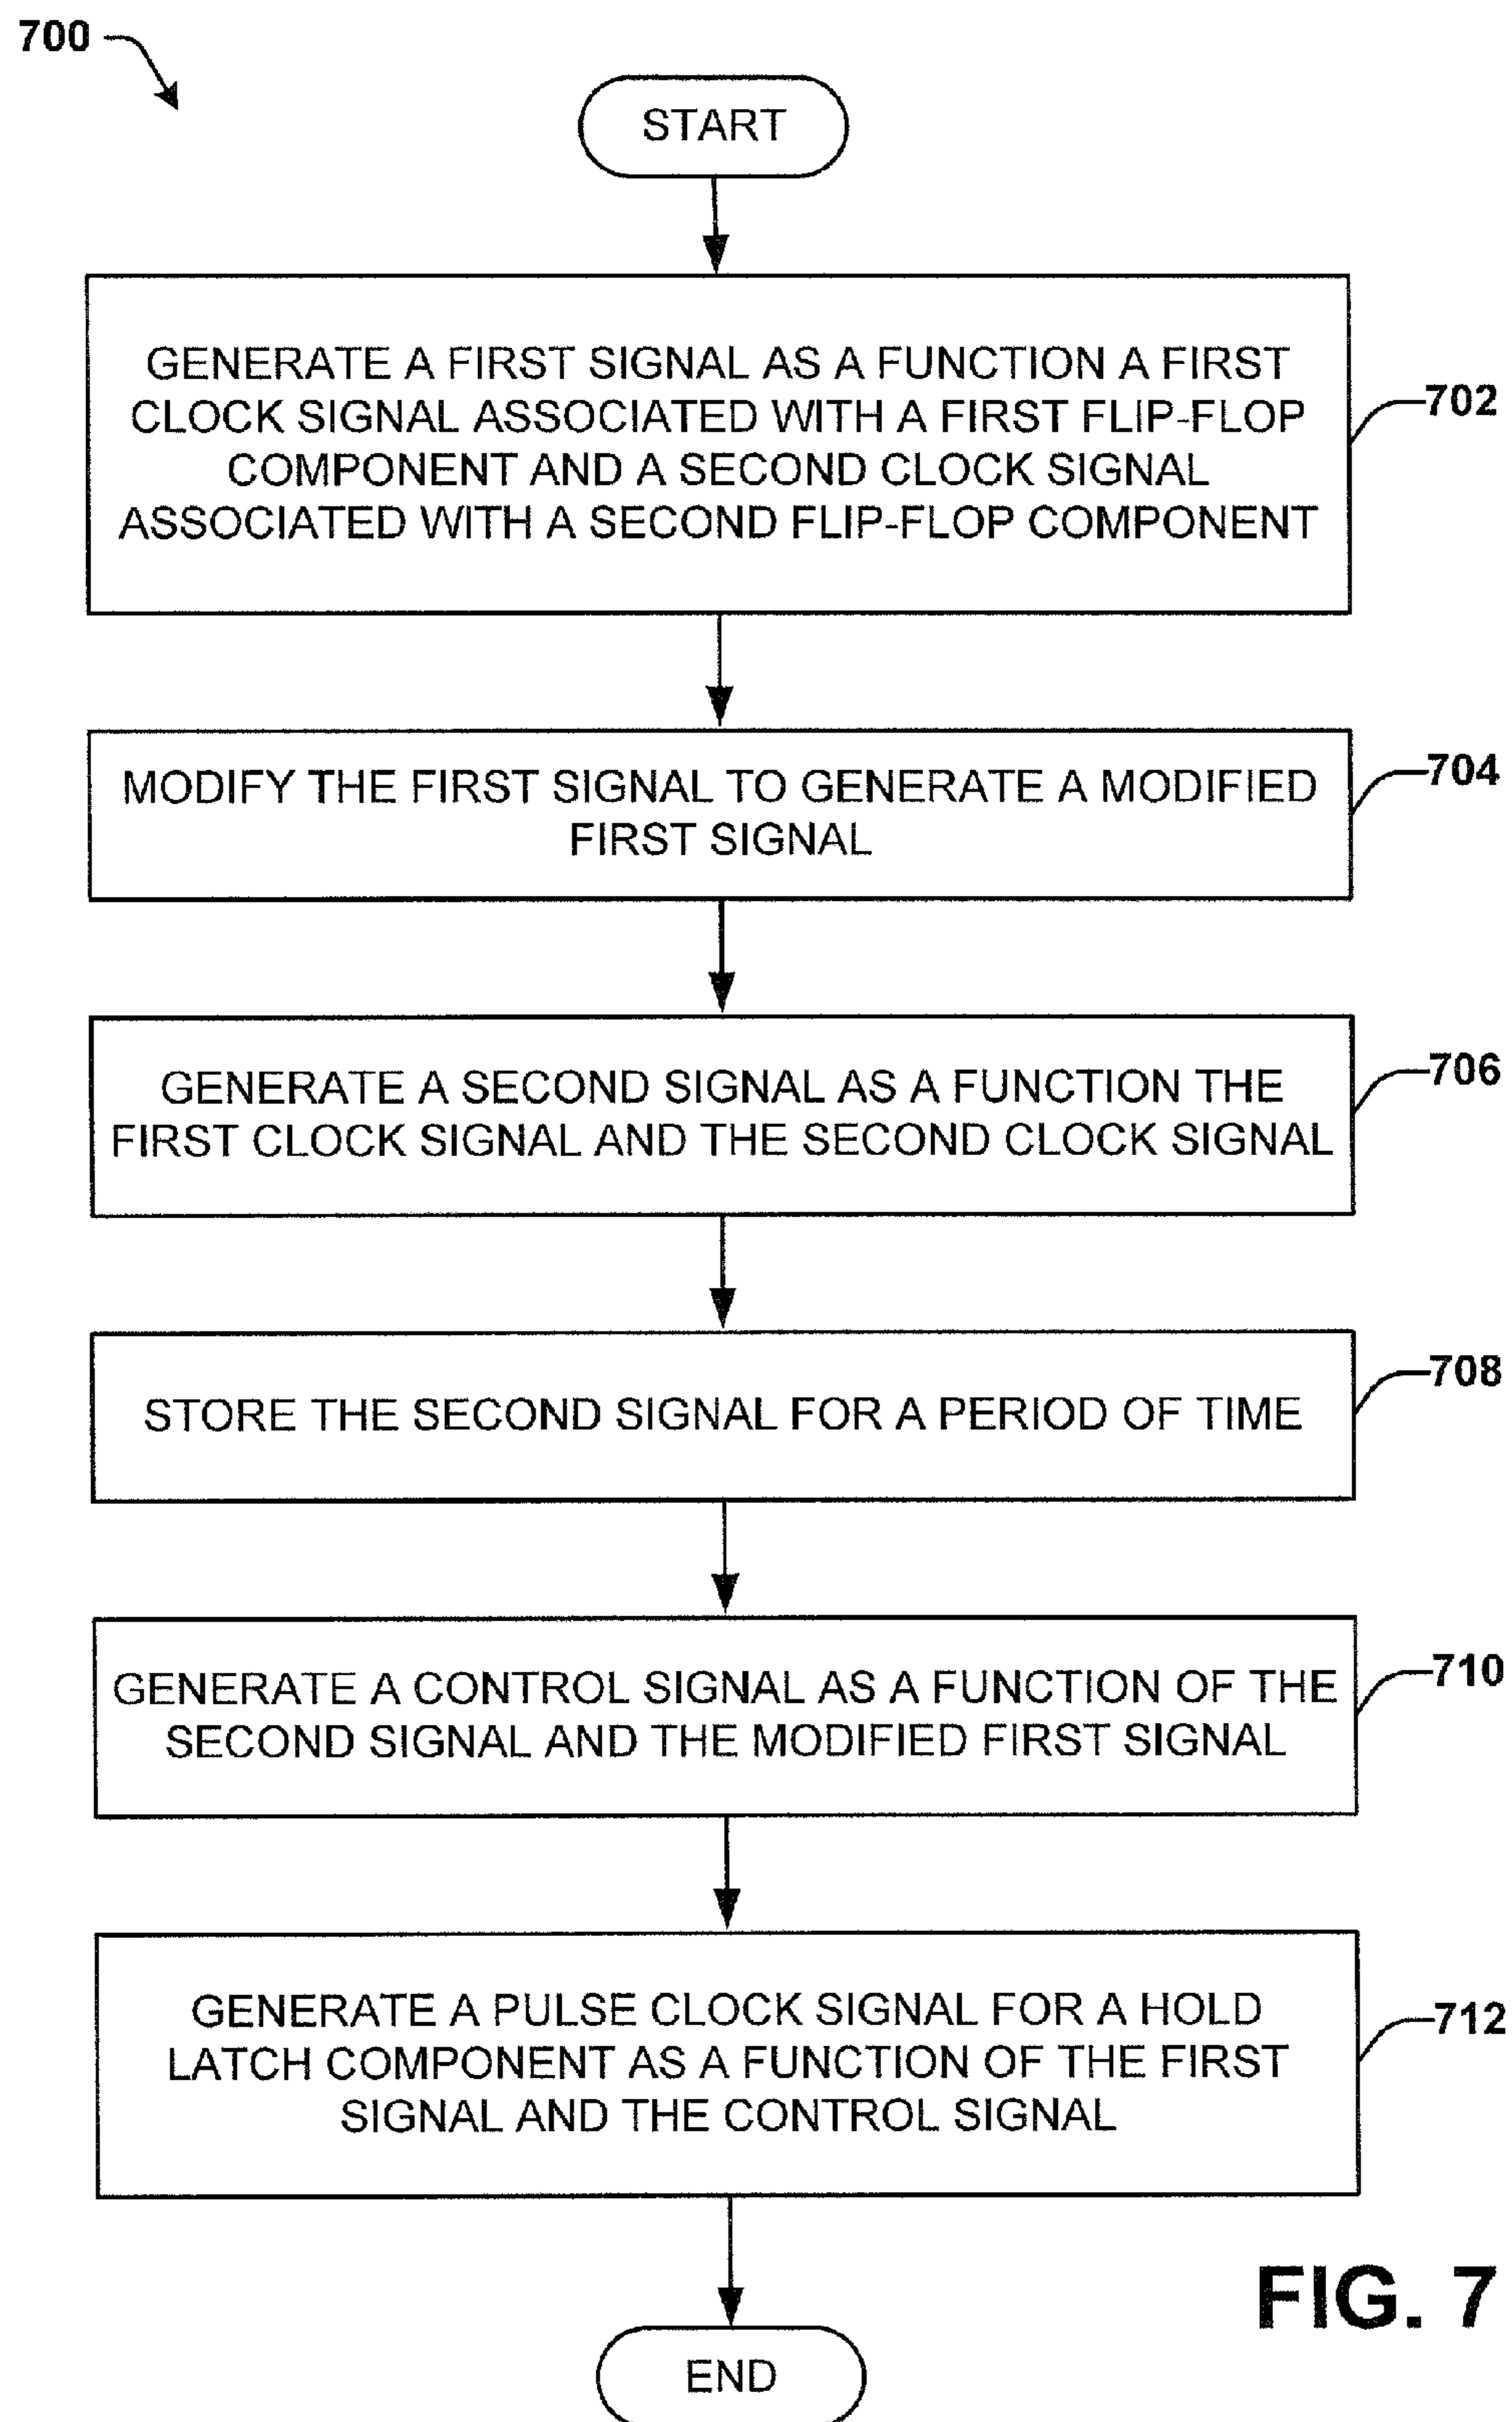 700
START
GENERATE A FIRST SIGNAL AS A FUNCTION A FIRST
CLOCK SIGNAL ASSOCIATED WITH A FIRST FLIP-FLOP
COMPONENT AND A SECOND CLOCK SIGNAL
ASSOCIATED WITH A SECOND FLIP-FLOP COMPONENT
702
MODIFY THE FIRST SIGNAL TO GENERATE A MODIFIED
FIRST SIGNAL
704
GENERATE A SECOND SIGNAL AS A FUNCTION THE
FIRST CLOCK SIGNAL AND THE SECOND CLOCK SIGNAL
706
STORE THE SECOND SIGNAL FOR A PERIOD OF TIME
708
GENERATE A CONTROL SIGNAL AS A FUNCTION OF THE
SECOND SIGNAL AND THE MODIFIED FIRST SIGNAL
710
GENERATE A PULSE CLOCK SIGNAL FOR A HOLD
LATCH COMPONENT AS A FUNCTION OF THE FIRST
SIGNAL AND THE CONTROL SIGNAL
712
END
FIG. 7